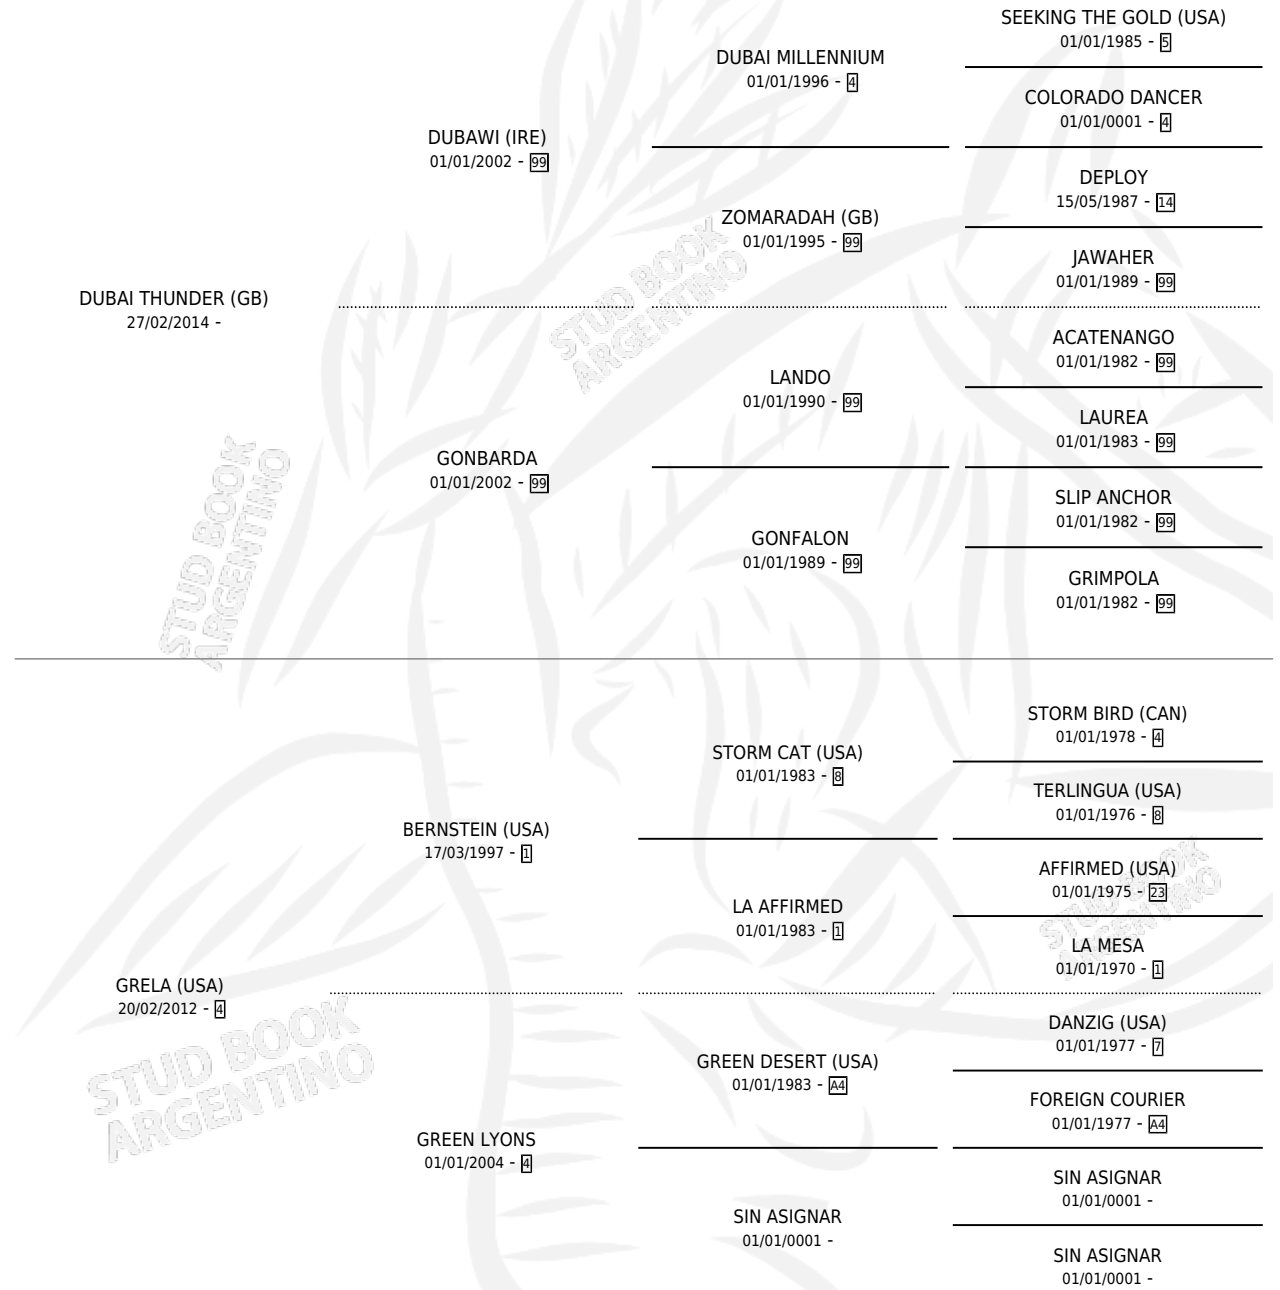 SEEKING THE GOLD (USA)
01/01/1985 - 5
DUBAI MILLENNIUM
01/01/1996 - 4
COLORADO DANCER
01/01/0001 - 4
DUBAWI (IRE)
01/01/2002 - 99
DEPLOY
15/05/1987 - 14
ZOMARADAH (GB)
01/01/1995 - 99
JAWAHER
01/01/1989 - 99
DUBAI THUNDER (GB)
27/02/2014 -
STUD BOOK
ARGENTINO
ACATENANGO
01/01/1982 - 99
LANDO
01/01/1990 - 99
LAUREA
01/01/1983 - 99
GONBARDA
01/01/2002 - 99
SLIP ANCHOR
01/01/1982 - 99
GONFALON
01/01/1989 - 99
GRIMPOLA
01/01/1982 - 99
STUD BOOK
ARGENTINO
STORM BIRD (CAN)
01/01/1978 - 4
STORM CAT (USA)
01/01/1983 - 8
TERLINGUA (USA)
01/01/1976 - 8
BERNSTEIN (USA)
17/03/1997 - 1
AFFIRMED (USA)
01/01/1975 - 23
LA AFFIRMED
01/01/1983 - 1
LA MESA
01/01/1970 - 1
STUD BOOK
ARGENTINO
GRELA (USA)
20/02/2012 - 4
STUD BOOK
ARGENTINO
DANZIG (USA)
01/01/1977 - 7
GREEN DESERT (USA)
01/01/1983 - A4
FOREIGN COURIER
01/01/1977 - A4
GREEN LYONS
01/01/2004 - 4
SIN ASIGNAR
01/01/0001 -
SIN ASIGNAR
01/01/0001 -
SIN ASIGNAR
01/01/0001 -